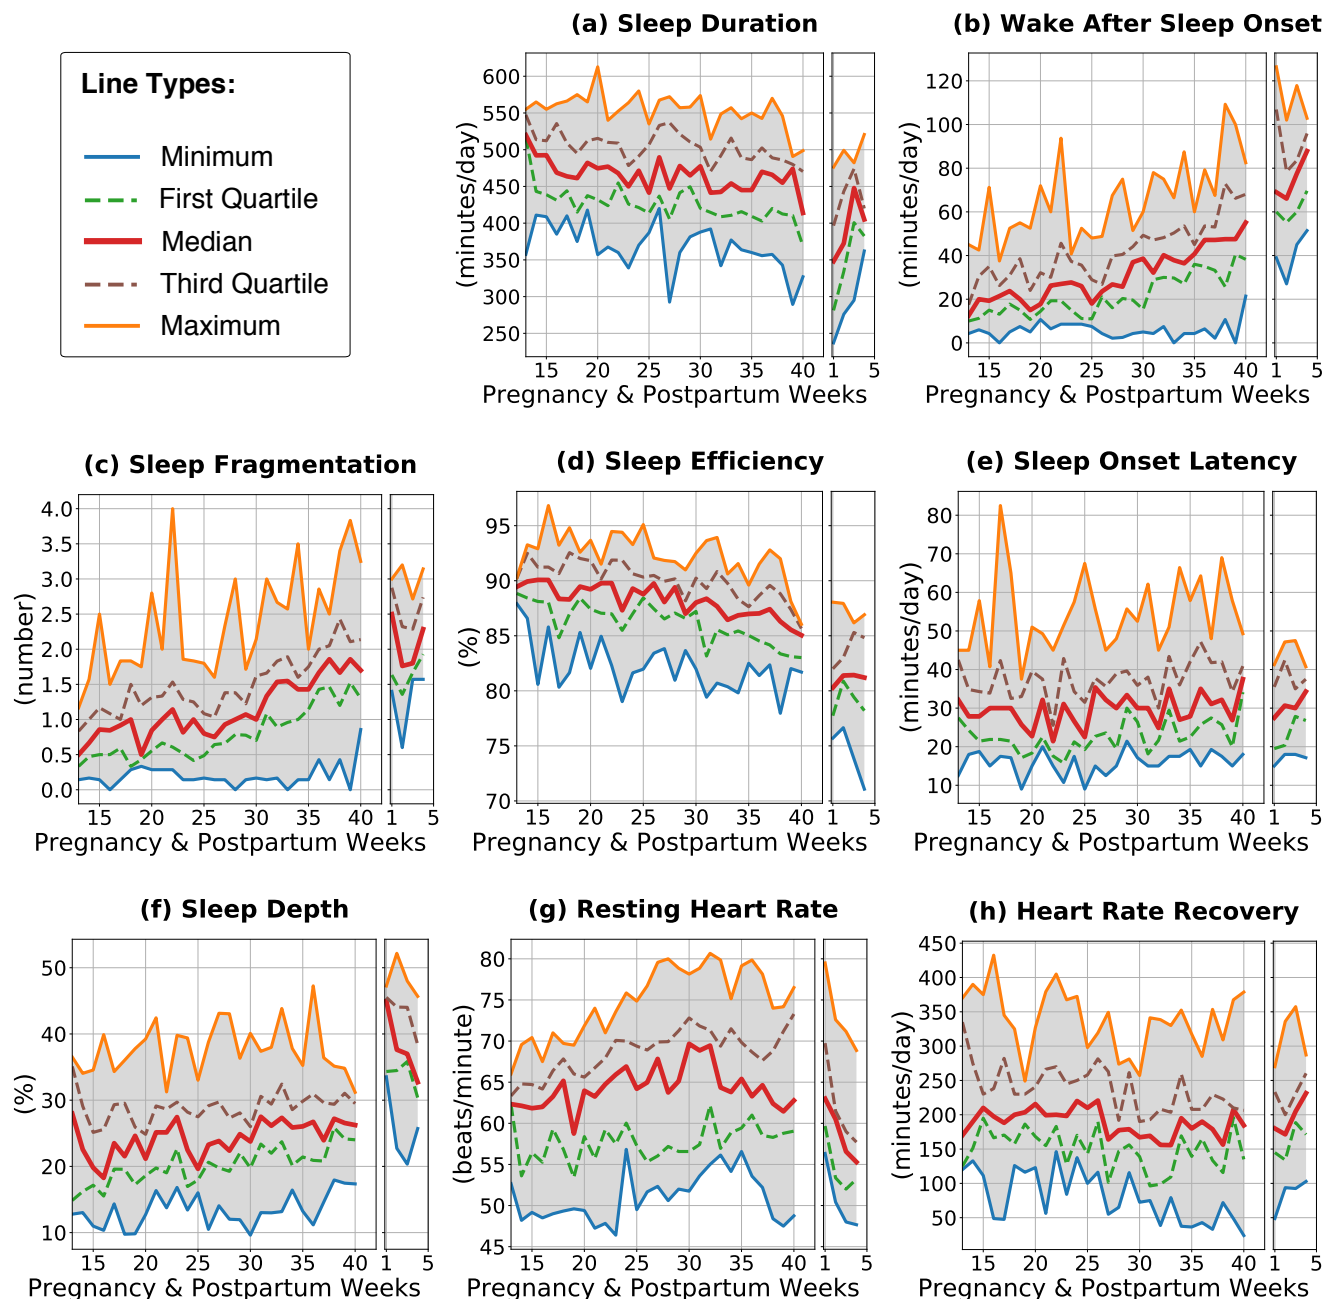 (a) Sleep Duration
(b) Wake After Sleep Onset
Line Types:
Minimum
First Quartile
Median
Third Quartile
Maximum
(minutes/day)
600
550
500
450
400
350
300
250
15 20 25 30 35 40 1 5
Pregnancy & Postpartum Weeks
(minutes/day)
120
100
80
60
40
20
0
15 20 25 30 35 40 1 5
Pregnancy & Postpartum Weeks
(c) Sleep Fragmentation
(d) Sleep Efficiency
(e) Sleep Onset Latency
(number)
4.0
3.5
3.0
2.5
2.0
1.5
1.0
0.5
0.0
15 20 25 30 35 40 1 5
Pregnancy & Postpartum Weeks
(%)
95
90
85
80
75
70
15 20 25 30 35 40 1 5
Pregnancy & Postpartum Weeks
(minutes/day)
80
70
60
50
40
30
20
10
15 20 25 30 35 40 1 5
Pregnancy & Postpartum Weeks
(f) Sleep Depth
(g) Resting Heart Rate
(h) Heart Rate Recovery
(%)
50
40
30
20
10
15 20 25 30 35 40 1 5
Pregnancy & Postpartum Weeks
(beats/minute)
80
75
70
65
60
55
50
45
15 20 25 30 35 40 1 5
Pregnancy & Postpartum Weeks
(minutes/day)
450
400
350
300
250
200
150
100
50
15 20 25 30 35 40 1 5
Pregnancy & Postpartum Weeks